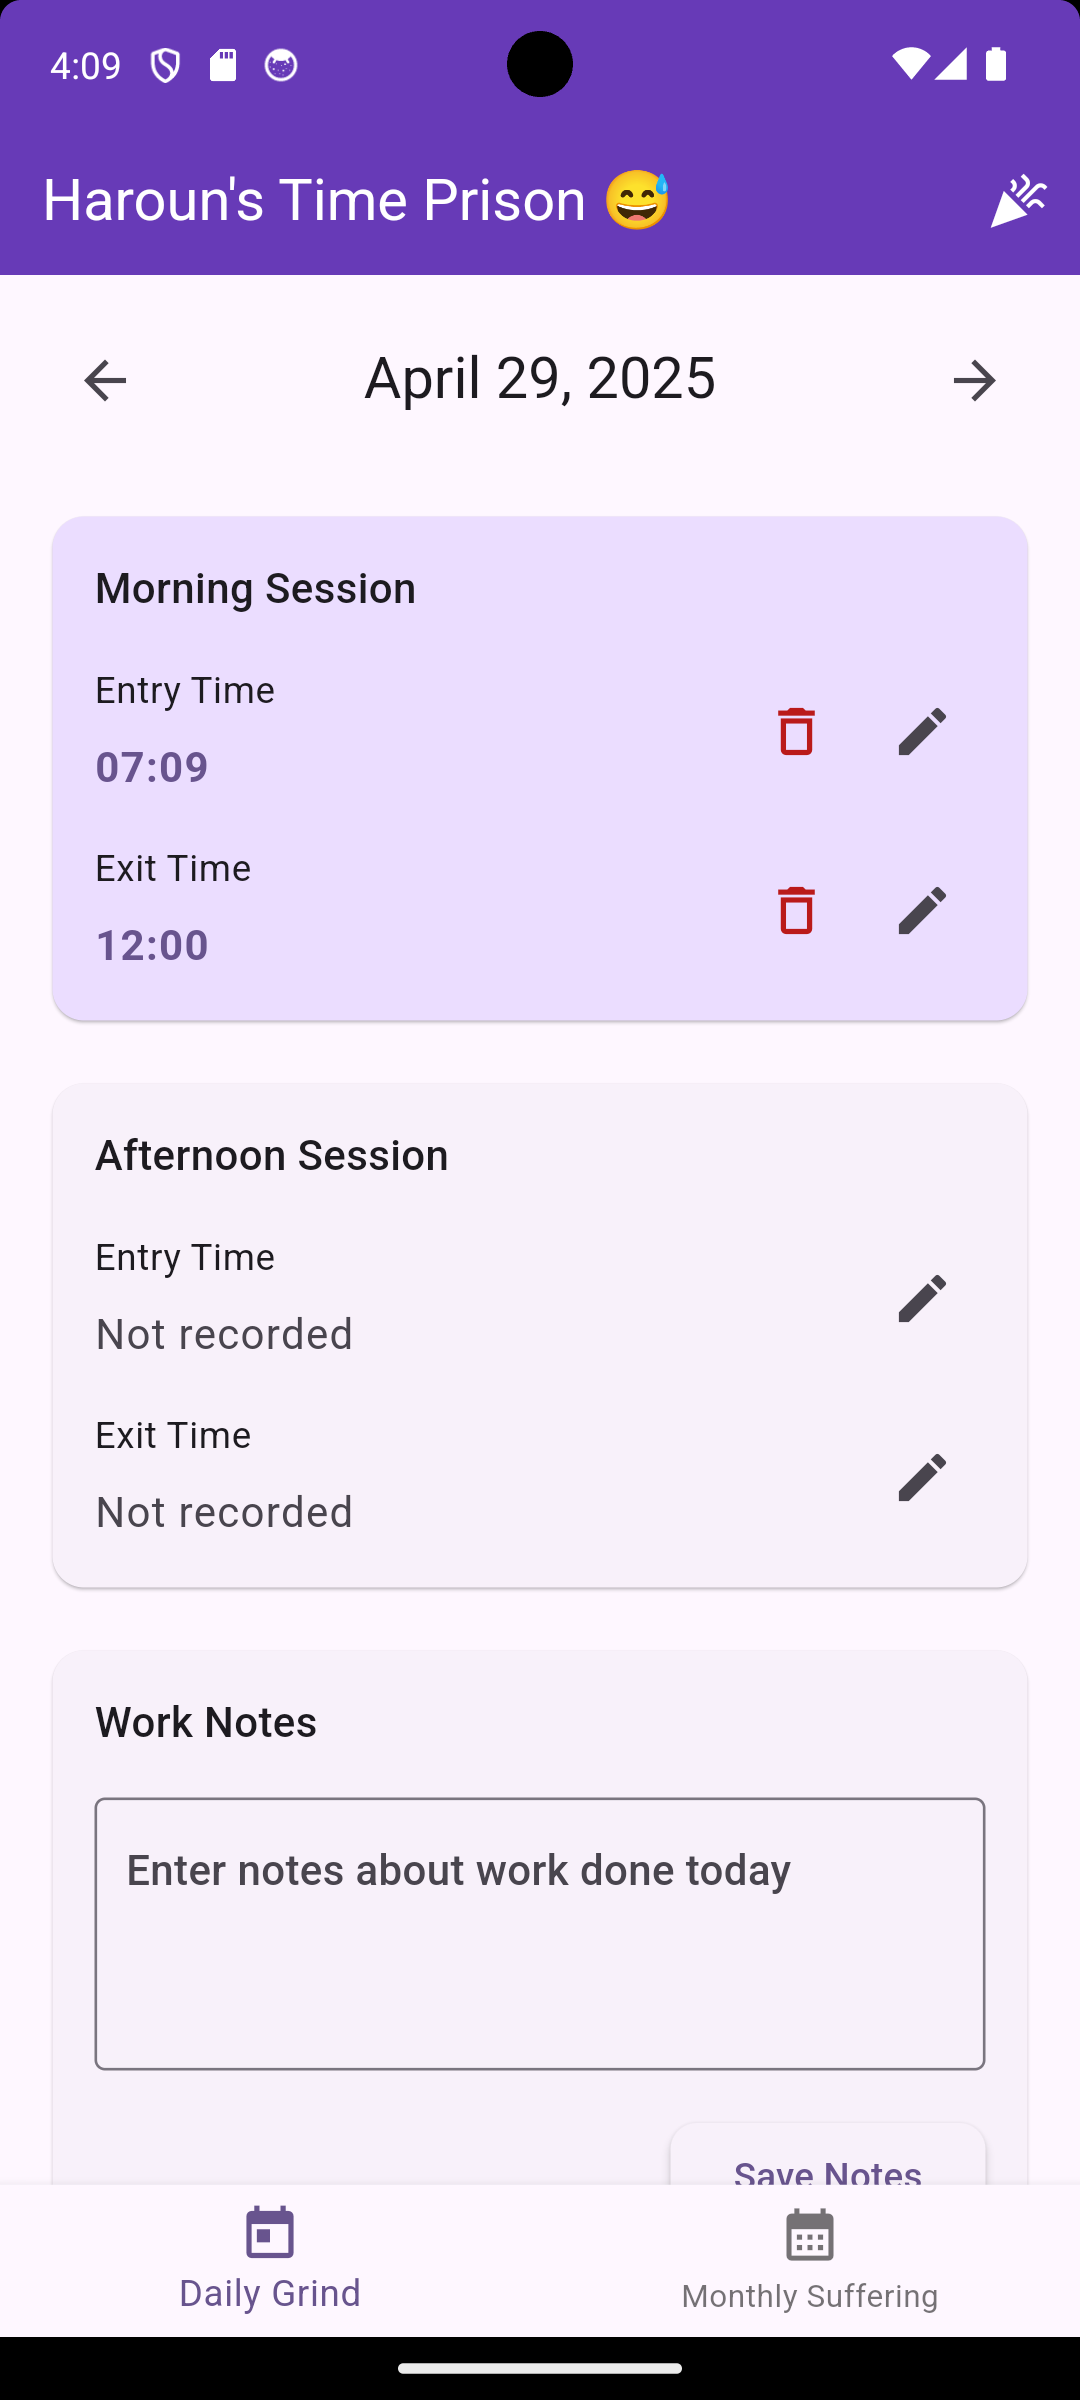 4:09
Haroun's Time Prison 😅
April 29, 2025
Morning Session
Entry Time
07:09
Exit Time
12:00
Afternoon Session
Entry Time
Not recorded
Exit Time
Not recorded
Work Notes
Enter notes about work done today
Save Notes
Daily Grind
Monthly Suffering